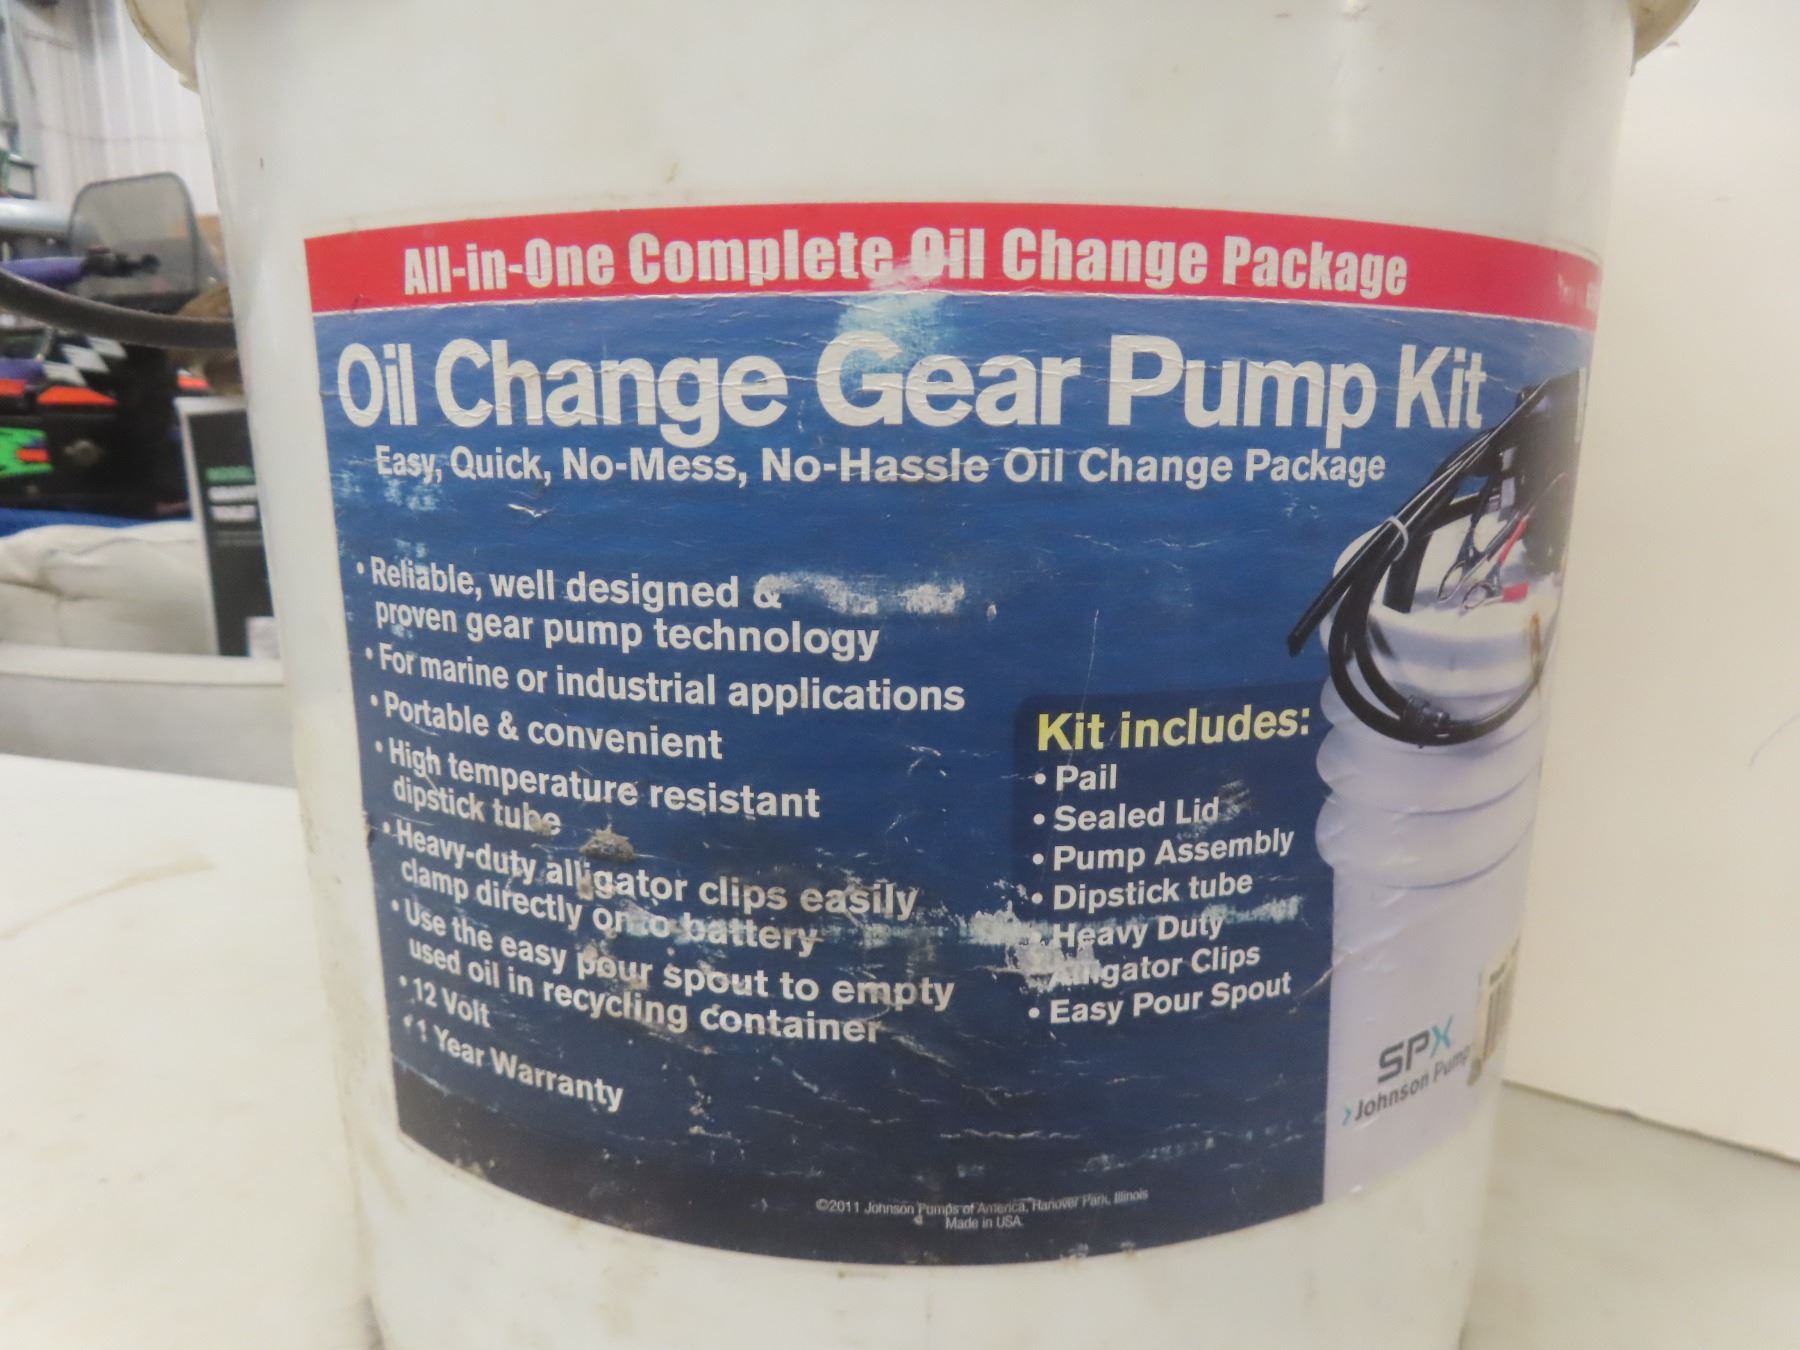 All-in-One Complete Oil Change Package
Oil Change Gear Pump Kit
Easy, Quick, No-Mess, No-Hassle Oil Change Package
• Reliable, well designed &
proven gear pump technology
• For marine or industrial applications
• Portable & convenient
• High temperature resistant
dipstick tube
• Heavy-duty alligator clips easily
clamp directly onto battery
• Use the easy pour spout to empty
used oil in recycling container
• 12 Volt
• 1 Year Warranty
Kit includes:
• Pail
• Sealed Lid
• Pump Assembly
• Dipstick tube
• Heavy Duty
Alligator Clips
• Easy Pour Spout
SPX
Johnson Pump
©2011 Johnson Pumps of America, Hanover Park, Illinois
Made in USA